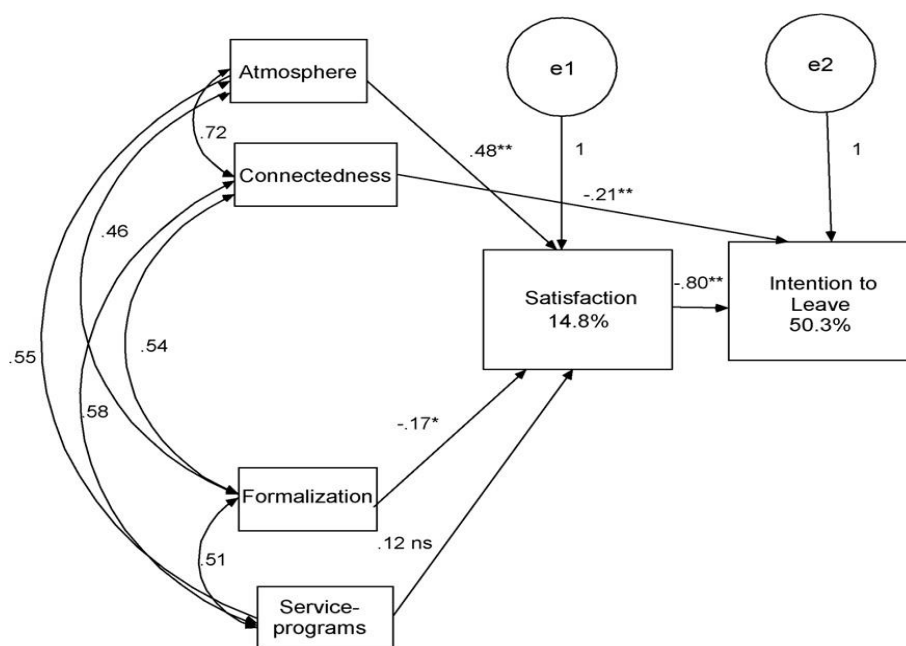 Atmosphere
e1
e2
.72
.48**
1
1
Connectedness
-.21**
.46
Satisfaction
14.8%
-.80**
Intention to
Leave
50.3%
.54
.55
.58
-.17*
Formalization
.12 ns
.51
Service-
programs